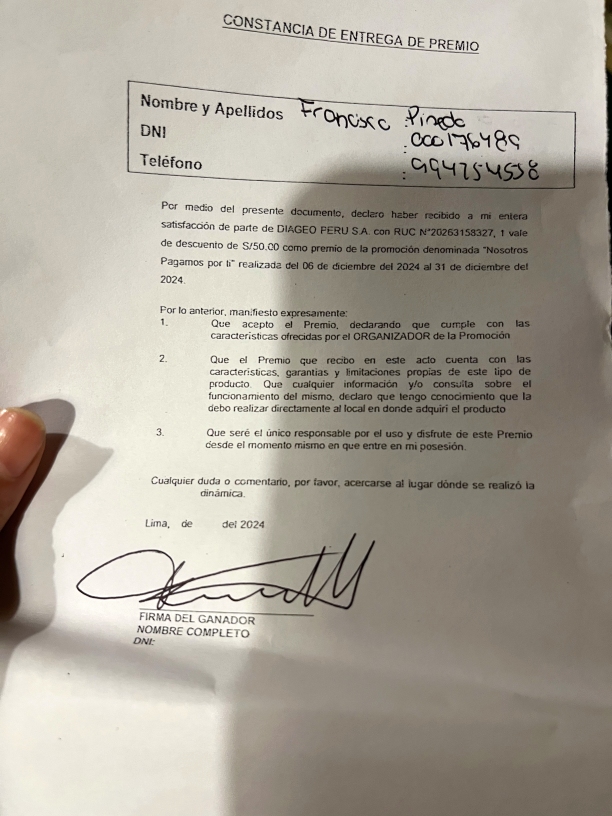 CONSTANCIA DE ENTREGA DE PREMIO
Nombre y Apellidos Francisco :Pineda
DNI :000176489
Teléfono :994754558
Por medio del presente documento, declaro haber recibido a mi entera
satisfacción de parte de DIAGEO PERU S.A. con RUC N°20263158327, 1 vale
de descuento de S/50.00 como premio de la promoción denominada "Nosotros
Pagamos por ti" realizada del 06 de diciembre del 2024 al 31 de diciembre del
2024.
Por lo anterior, manifiesto expresamente:
1. Que acepto el Premio, declarando que cumple con las
características ofrecidas por el ORGANIZADOR de la Promoción
2. Que el Premio que recibo en este acto cuenta con las
características, garantías y limitaciones propias de este tipo de
producto. Que cualquier información y/o consulta sobre el
funcionamiento del mismo, declaro que tengo conocimiento que la
debo realizar directamente al local en donde adquirí el producto
3. Que seré el único responsable por el uso y disfrute de este Premio
desde el momento mismo en que entre en mi posesión.
Cualquier duda o comentario, por favor, acercarse al lugar dónde se realizó la
dinámica.
Lima, de del 2024
FIRMA DEL GANADOR
NOMBRE COMPLETO
DNI: